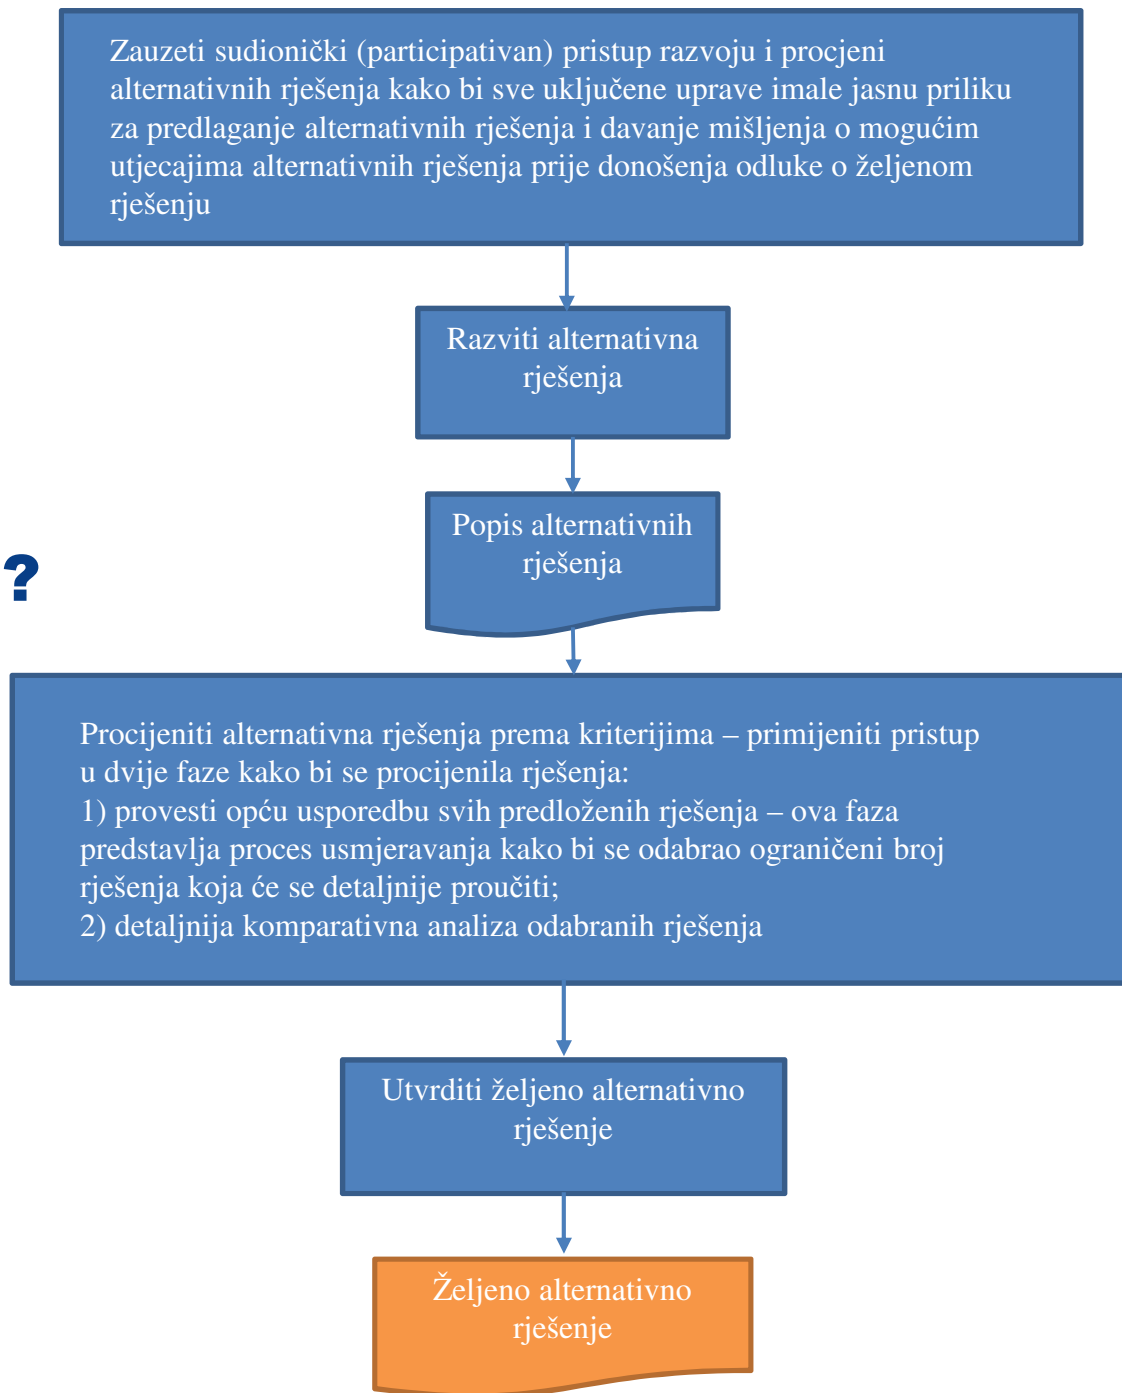 Zauzeti sudionički (participativan) pristup razvoju i procjeni
alternativnih rješenja kako bi sve uključene uprave imale jasnu priliku
za predlaganje alternativnih rješenja i davanje mišljenja o mogućim
utjecajima alternativnih rješenja prije donošenja odluke o željenom
rješenju
Razviti alternativna
rješenja
Popis alternativnih
rješenja
?
Procijeniti alternativna rješenja prema kriterijima – primijeniti pristup
u dvije faze kako bi se procijenila rješenja:
1) provesti opću usporedbu svih predloženih rješenja – ova faza
predstavlja proces usmjeravanja kako bi se odabrao ograničeni broj
rješenja koja će se detaljnije proučiti;
2) detaljnija komparativna analiza odabranih rješenja
Utvrditi željeno alternativno
rješenje
Željeno alternativno
rješenje